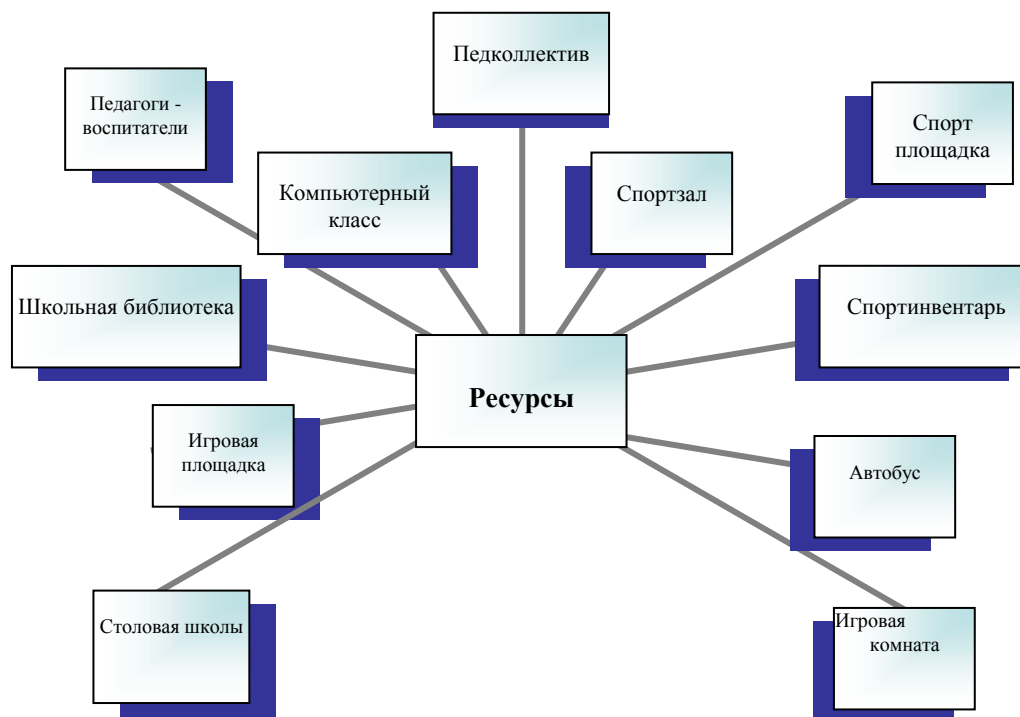 Педколлектив
Педагоги -
воспитатели
Спорт
площадка
Компьютерный
класс
Спортзал
Школьная библиотека
Спортинвентарь
Ресурсы
Игровая
площадка
Автобус
Столовая школы
Игровая
комната